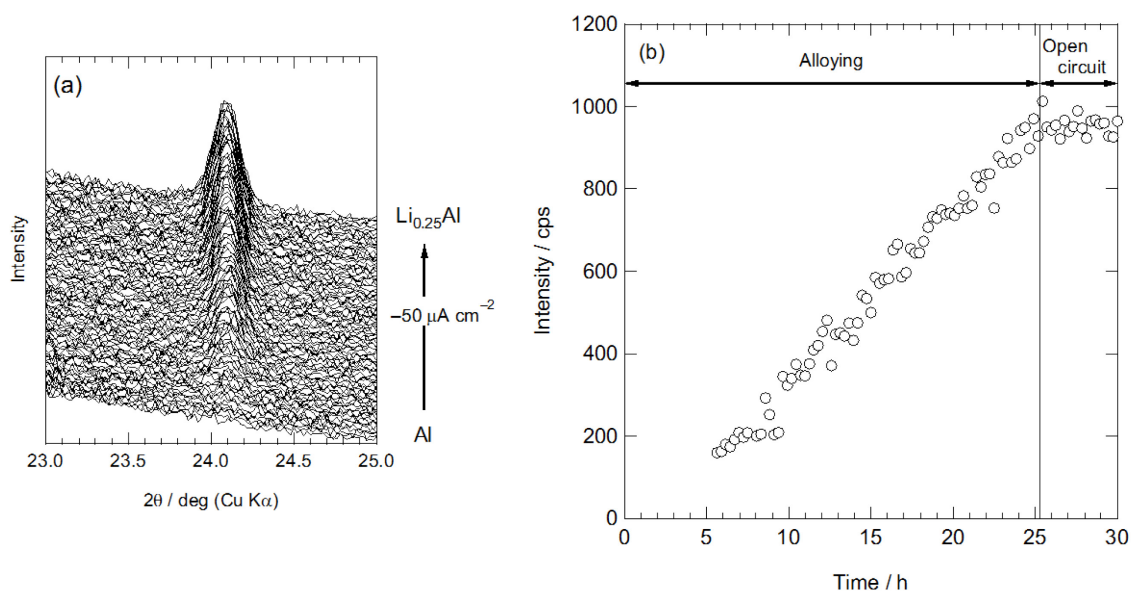 (a)
Intensity
23.0 23.5 24.0 24.5 25.0
2θ / deg (Cu Kα)
Li0.25Al
−50 μA cm−2
Al
(b)
Alloying
Open
circuit
Intensity / cps
1200
1000
800
600
400
200
0
0 5 10 15 20 25 30
Time / h